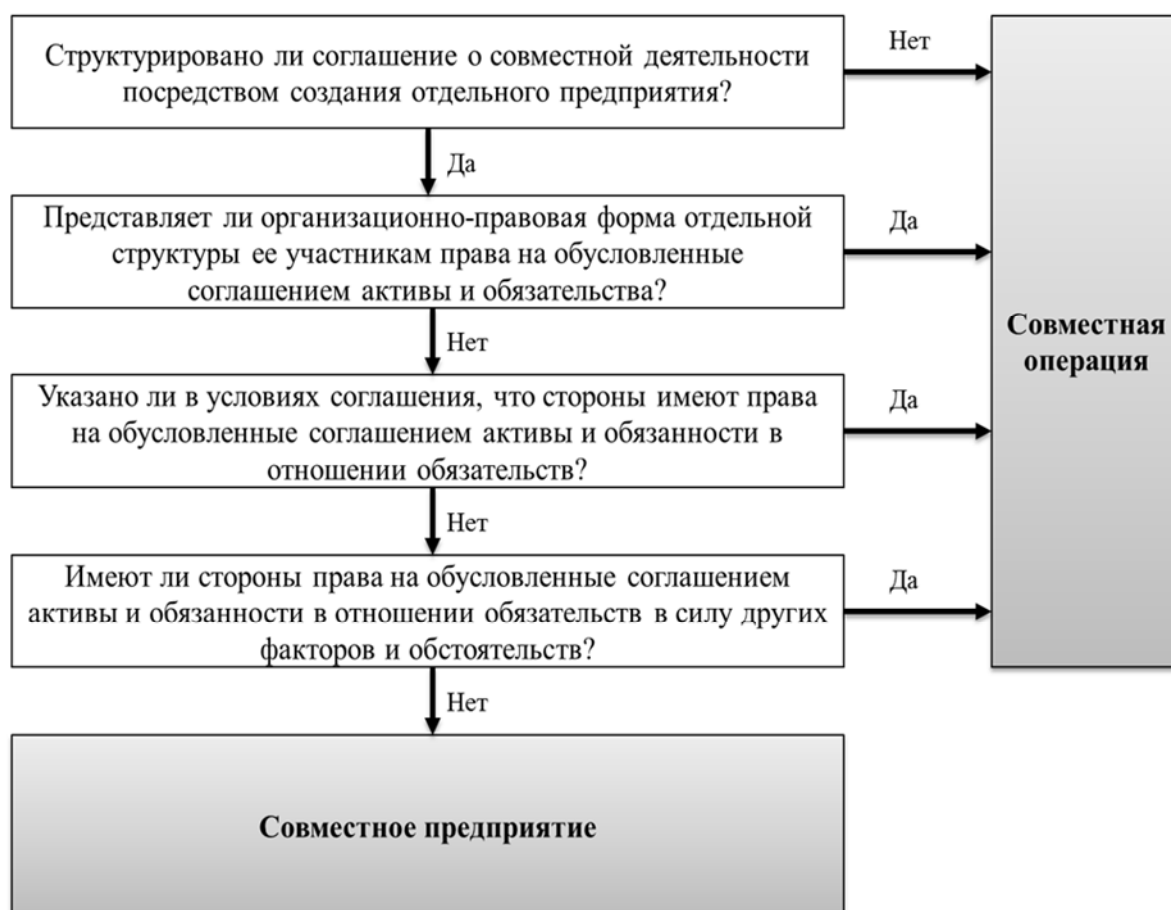 Структурировано ли соглашение о совместной деятельности
посредством создания отдельного предприятия?
Нет
Да
Представляет ли организационно-правовая форма отдельной
структуры ее участникам права на обусловленные
соглашением активы и обязательства?
Да
Нет
Указано ли в условиях соглашения, что стороны имеют права
на обусловленные соглашением активы и обязанности в
отношении обязательств?
Да
Нет
Имеют ли стороны права на обусловленные соглашением
активы и обязанности в отношении обязательств в силу других
факторов и обстоятельств?
Да
Нет
Совместная
операция
Совместное предприятие